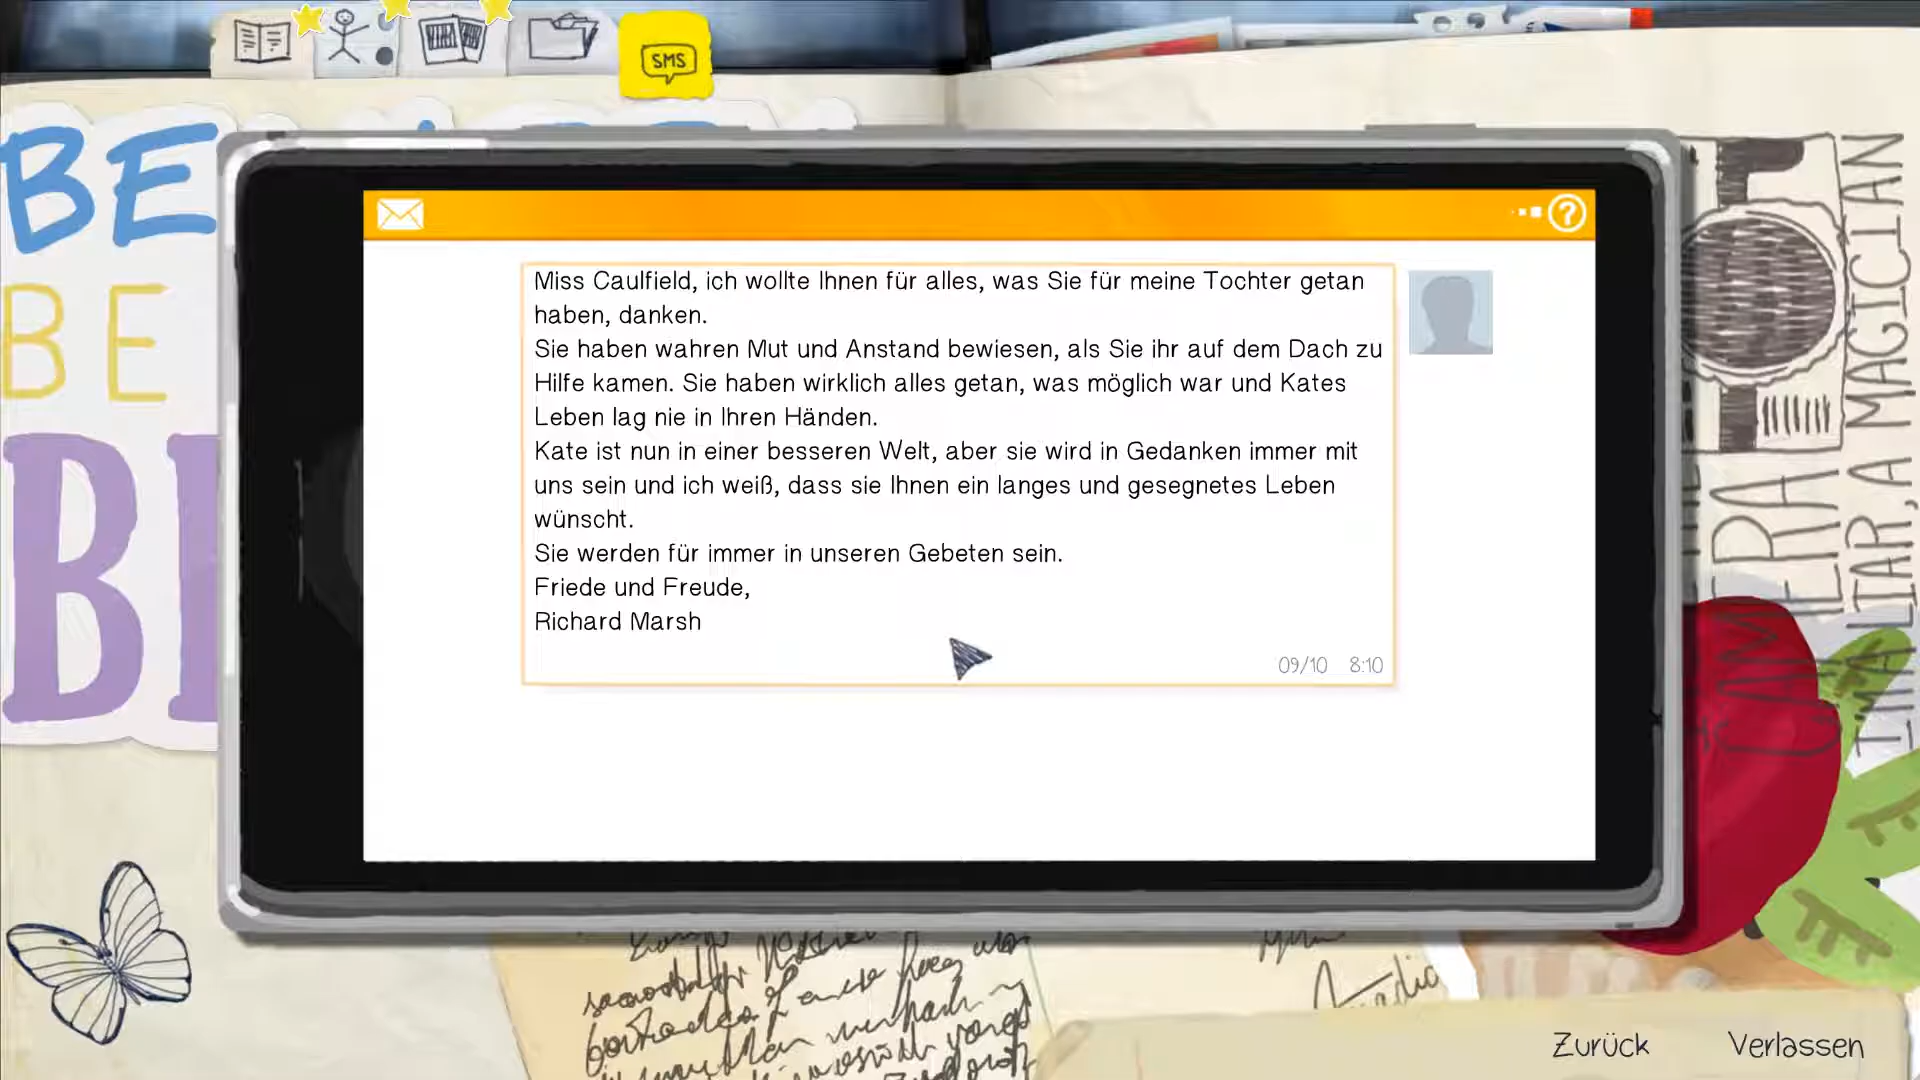 SMS
BE
BE
Miss Caulfield, ich wollte Ihnen für alles, was Sie für meine Tochter getan
haben, danken.
Sie haben wahren Mut und Anstand bewiesen, als Sie ihr auf dem Dach zu
Hilfe kamen. Sie haben wirklich alles getan, was möglich war und Kates
Leben lag nie in Ihren Händen.
Kate ist nun in einer besseren Welt, aber sie wird in Gedanken immer mit
uns sein und ich weiß, dass sie Ihnen ein langes und gesegnetes Leben
wünscht.
Sie werden für immer in unseren Gebeten sein.
Friede und Freude,
Richard Marsh
09/10 8:10
CAMERA
LIAR, A MAGICIAN
Zurück Verlassen